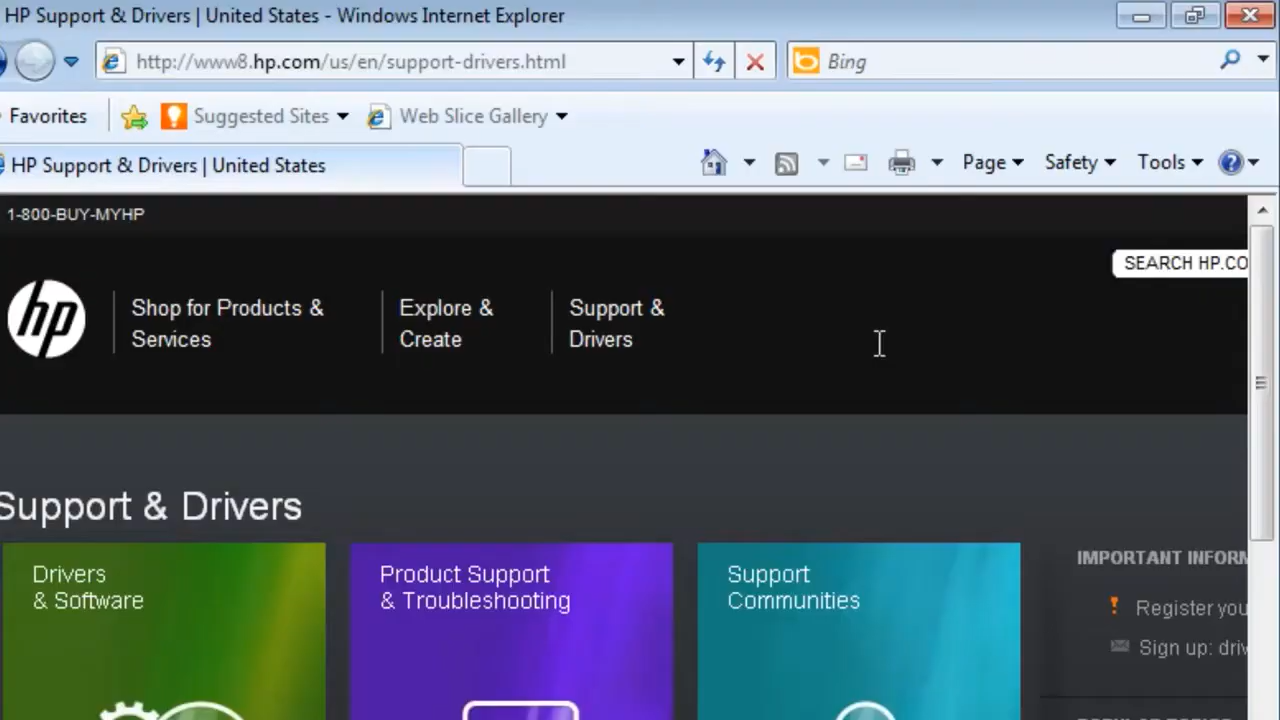 HP Support & Drivers | United States - Windows Internet Explorer
http://www8.hp.com/us/en/support-drivers.html
Bing
Favorites
Suggested Sites
Web Slice Gallery
HP Support & Drivers | United States
Page
Safety
Tools
1-800-BUY-MYHP
SEARCH HP.CO
hp
Shop for Products &
Services
Explore &
Create
Support &
Drivers
Support & Drivers
Drivers
& Software
Product Support
& Troubleshooting
Support
Communities
IMPORTANT INFORM
Register you
Sign up: driv